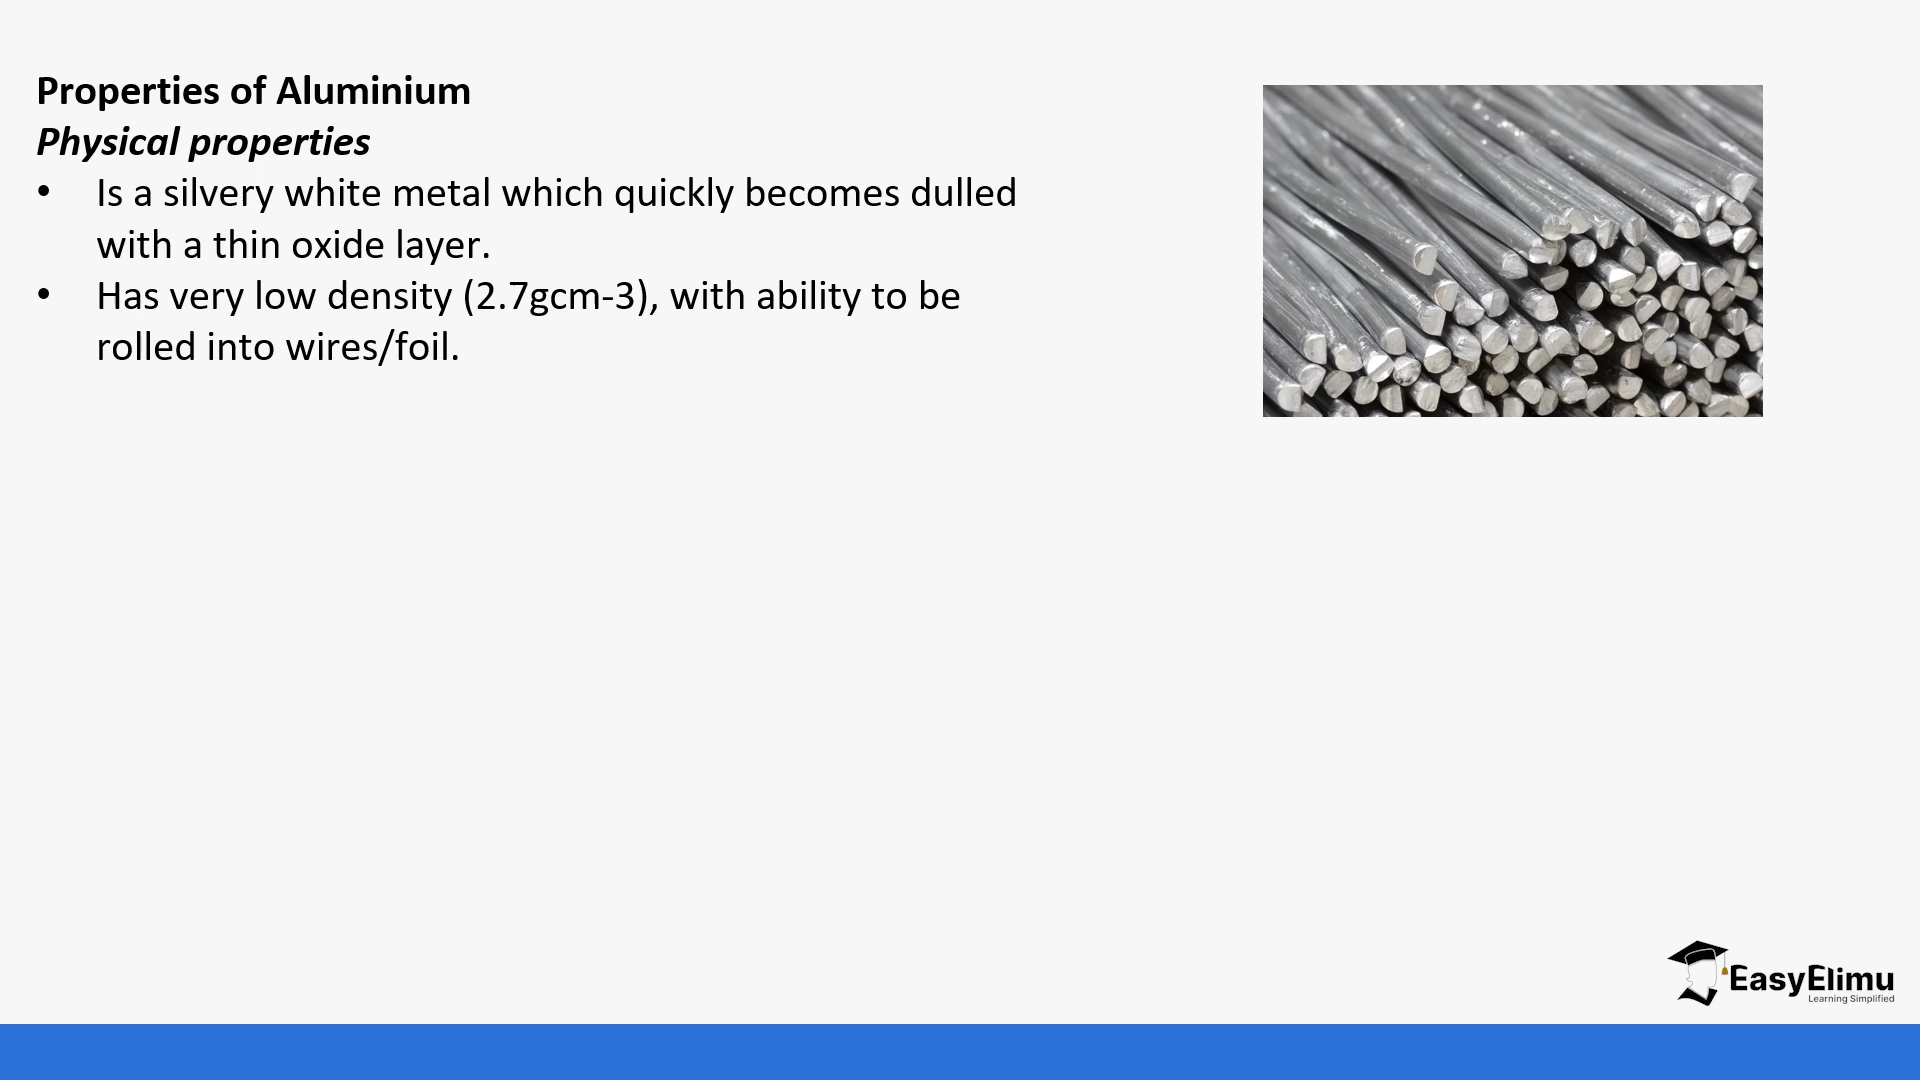 Properties of Aluminium
Physical properties
• Is a silvery white metal which quickly becomes dulled
with a thin oxide layer.
• Has very low density (2.7gcm-3), with ability to be
rolled into wires/foil.
EasyElimu
Learning Simplified